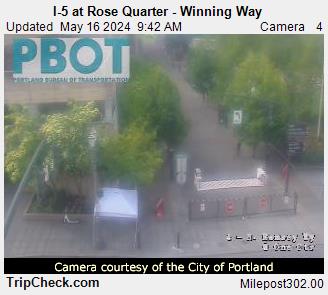 I-5 at Rose Quarter - Winning Way
Updated May 16 2024 9:42 AM Camera 4
PBOT
PORTLAND BUREAU OF TRANSPORTATION
Camera courtesy of the City of Portland
TripCheck.com Milepost302.00